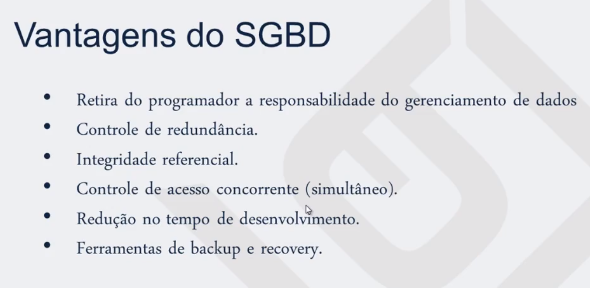 Vantagens do SGBD
• Retira do programador a responsabilidade do gerenciamento de dados
• Controle de redundância.
• Integridade referencial.
• Controle de acesso concorrente (simultâneo).
• Redução no tempo de desenvolvimento.
• Ferramentas de backup e recovery.